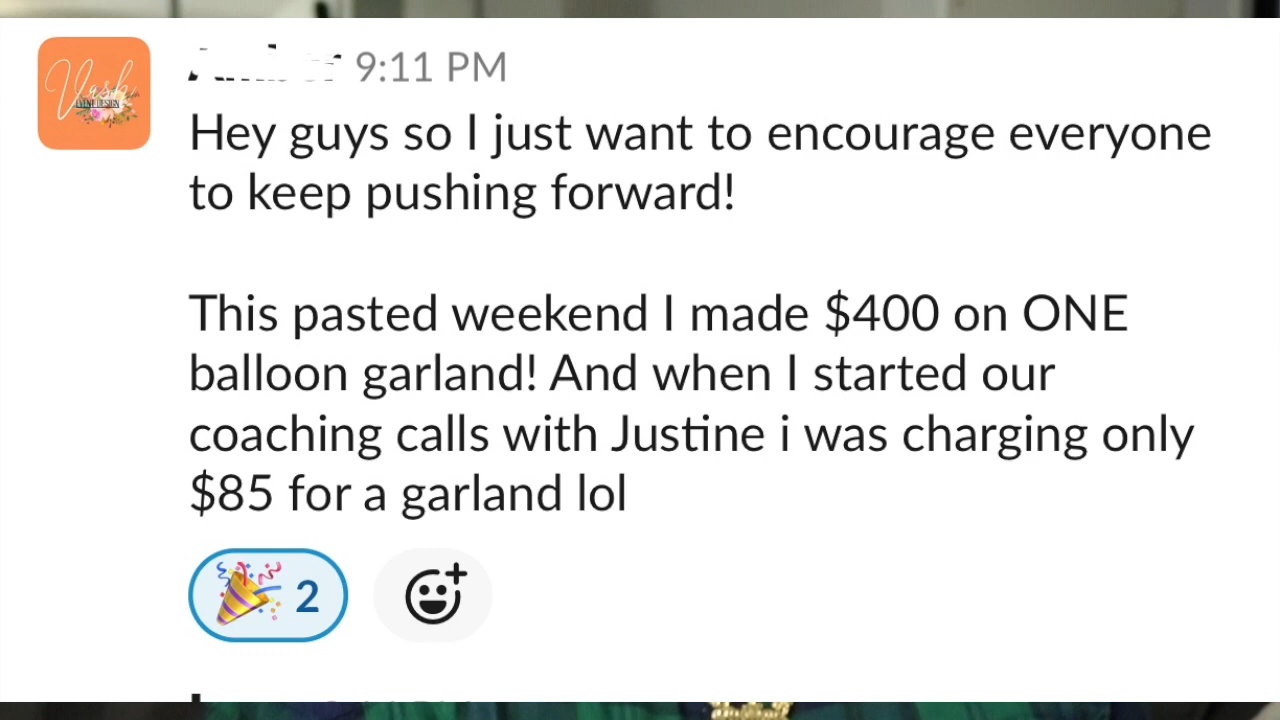 9:11 PM
Hey guys so I just want to encourage everyone
to keep pushing forward!
This pasted weekend I made $400 on ONE
balloon garland! And when I started our
coaching calls with Justine i was charging only
$85 for a garland lol
2
EVENT DESIGN